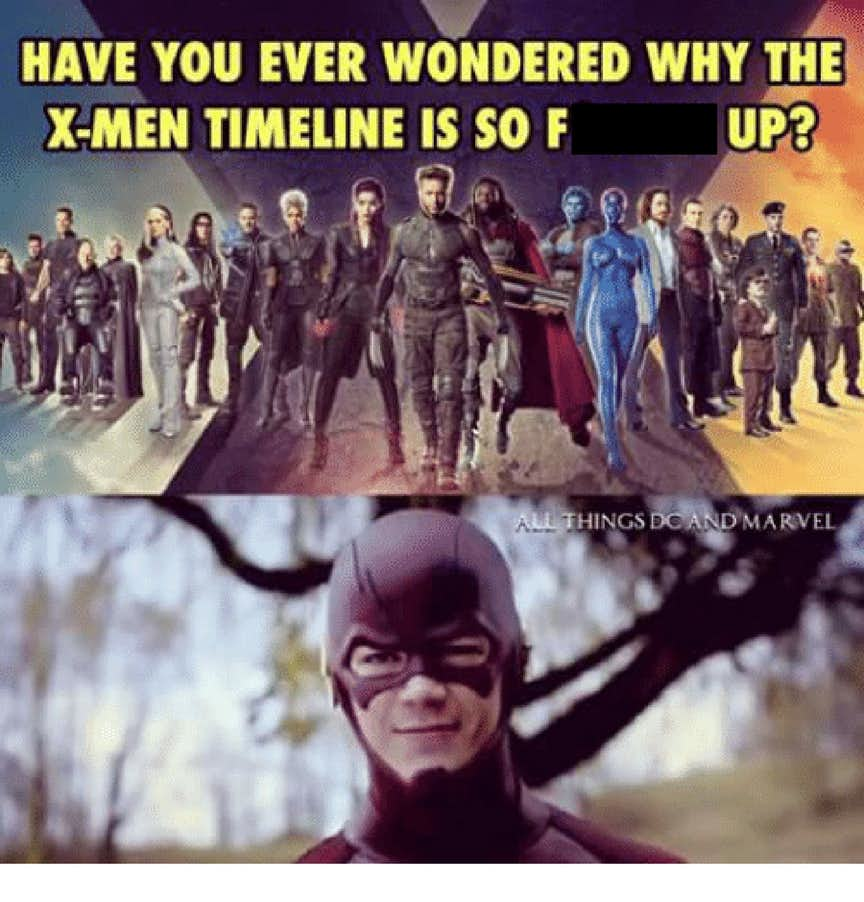 HAVE YOU EVER WONDERED WHY THE
X-MEN TIMELINE IS SO F UP?
ALL THINGS DC AND MARVEL